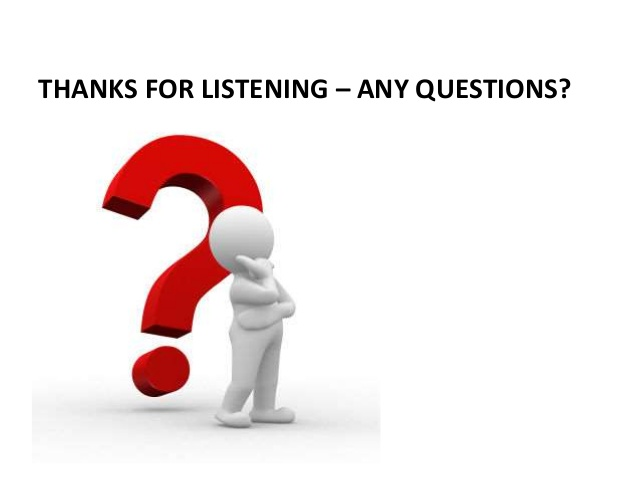 THANKS FOR LISTENING – ANY QUESTIONS?